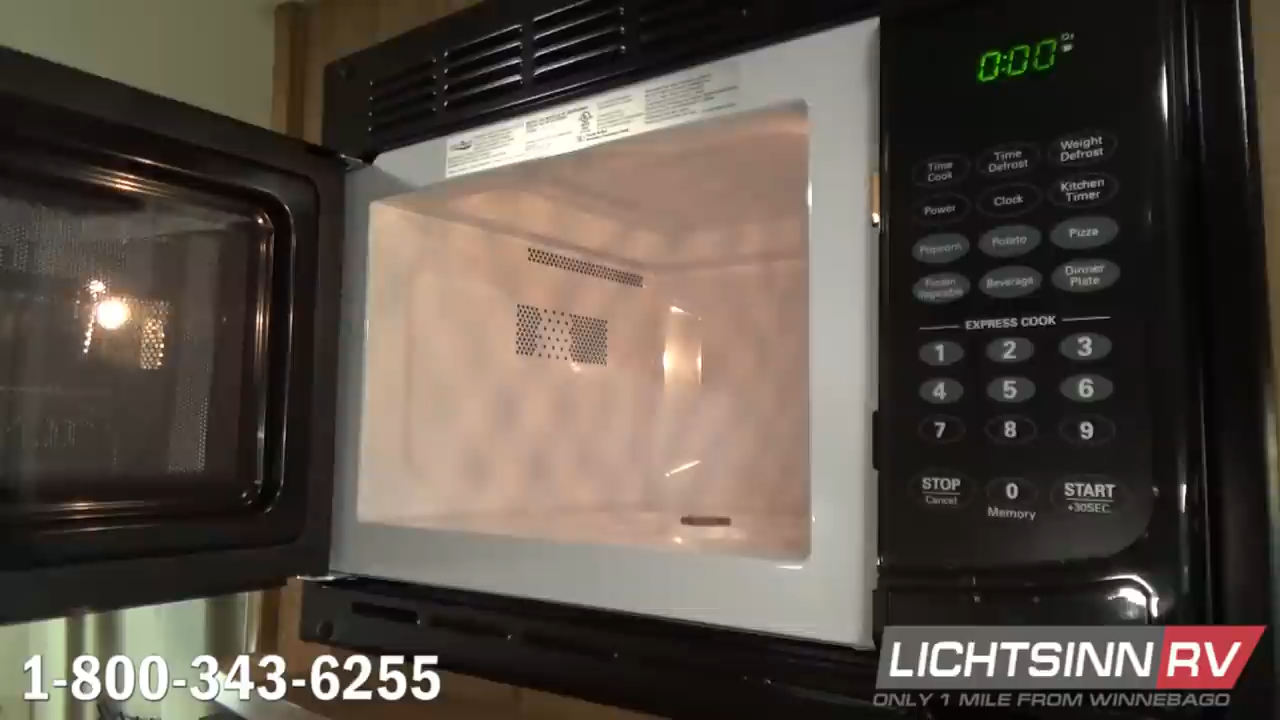 0:00
Time
Cook
Time
Defrost
Weight
Defrost
Power
Clock
Kitchen
Timer
Popcorn
Potato
Pizza
Frozen
Vegetable
Beverage
Dinner
Plate
EXPRESS COOK
1 2 3
4 5 6
7 8 9
STOP
Cancel
0
Memory
START
+30SEC.
1-800-343-6255
LICHTSINN RV
ONLY 1 MILE FROM WINNEBAGO